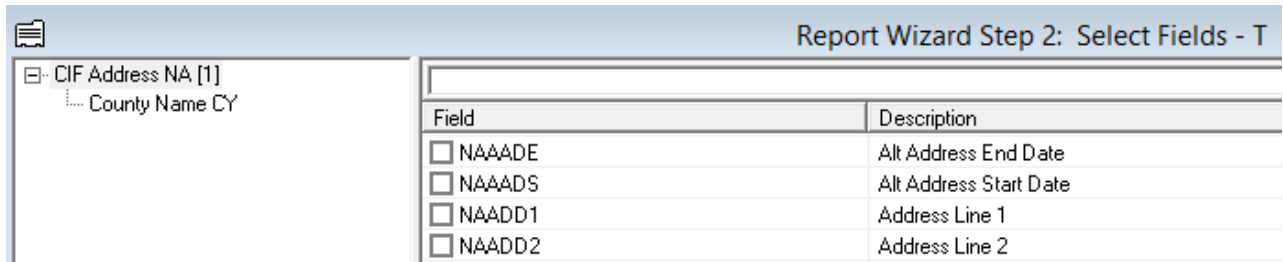 Report Wizard Step 2: Select Fields - T
CIF Address NA [1]
County Name CY
Field Description
NAAADE Alt Address End Date
NAAADS Alt Address Start Date
NAADD1 Address Line 1
NAADD2 Address Line 2